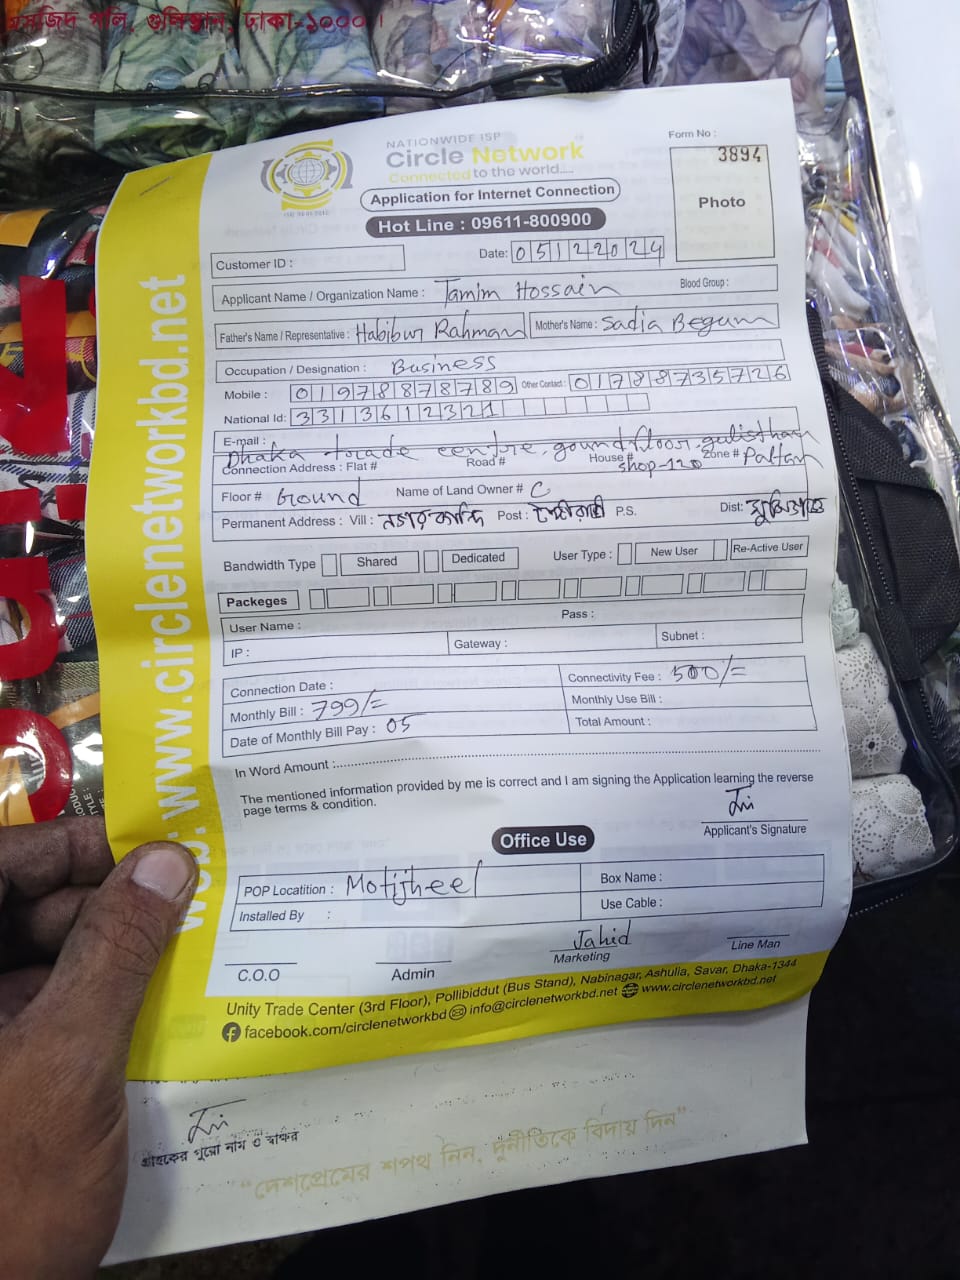 মসজিদ গলি, গুলিস্তান, ঢাকা-১০০০।
NATIONWIDE ISP
Circle Network
Connected to the world.....
Application for Internet Connection
Hot Line : 09611-800900
Form No :
3894
Photo
Customer ID :
Date: 05122024
Applicant Name / Organization Name : Tamim Hossain Blood Group :
Father's Name / Representative : Habibur Rahman Mother's Name : Sadia Begum
Occupation / Designation : Business
Mobile : 01978878789 Other Contact : 01788735726
National Id: 3313612321
E-mail :
Dhaka trade centre, goundfloor, gulisthan
Connection Address : Flat # Road # House # shop-120 Zone # Paltan
Floor # Ground Name of Land Owner # C
Permanent Address : Vill : Post : P.S. Dist:
Bandwidth Type Shared Dedicated User Type : New User Re-Active User
Packeges
User Name : Pass :
IP : Gateway : Subnet :
Connection Date : Connectivity Fee : 500/=
Monthly Bill : 799/= Monthly Use Bill :
Date of Monthly Bill Pay : 05 Total Amount :
In Word Amount :
The mentioned information provided by me is correct and I am signing the Application learning the reverse
page terms & condition.
Applicant's Signature
Office Use
POP Locatition : Motijheel Box Name :
Installed By : Use Cable :
Jahid
C.O.O Admin Marketing Line Man
Unity Trade Center (3rd Floor), Pollibiddut (Bus Stand), Nabinagar, Ashulia, Savar, Dhaka-1344
facebook.com/circlenetworkbd info@circlenetworkbd.net www.circlenetworkbd.net
web: www.circlenetworkbd.net
গ্রাহকের পুরো নাম ও স্বাক্ষর
"দেশপ্রেমের শপথ নিন, দুর্নীতিকে বিদায় দিন"